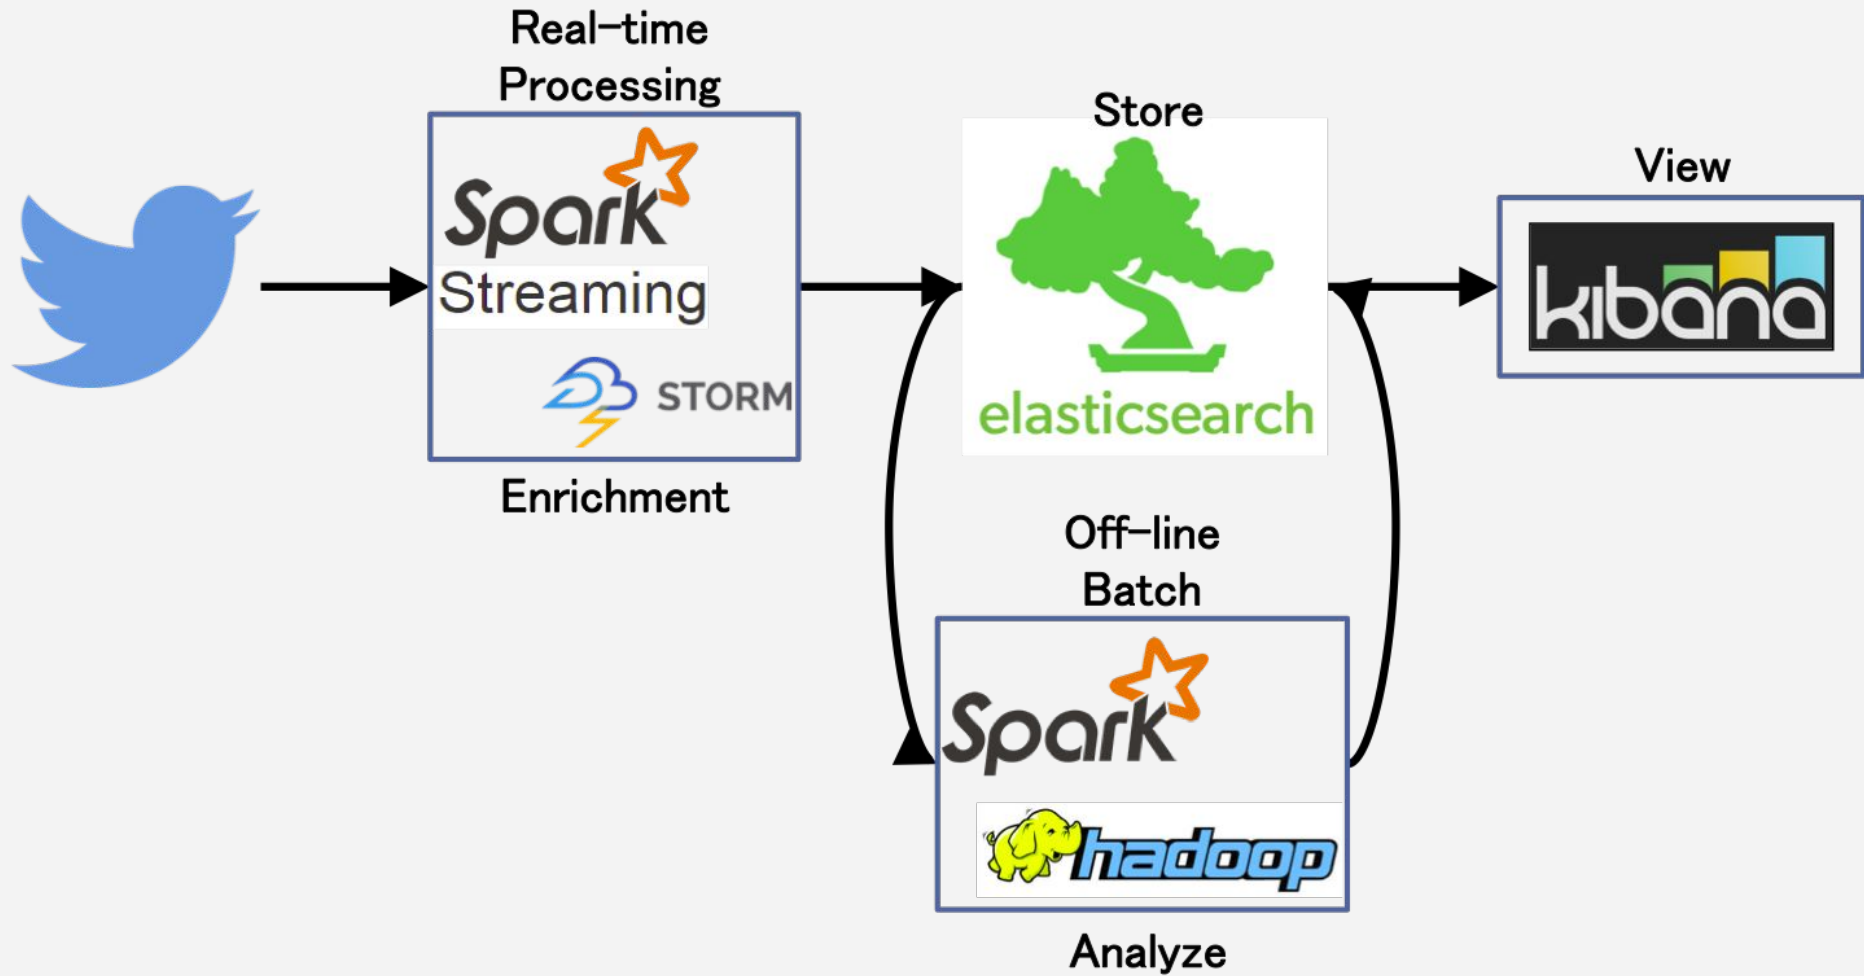 Real-time
Processing
Spark
Streaming
STORM
Enrichment
Store
elasticsearch
Off-line
Batch
Spark
hadoop
Analyze
View
kibana